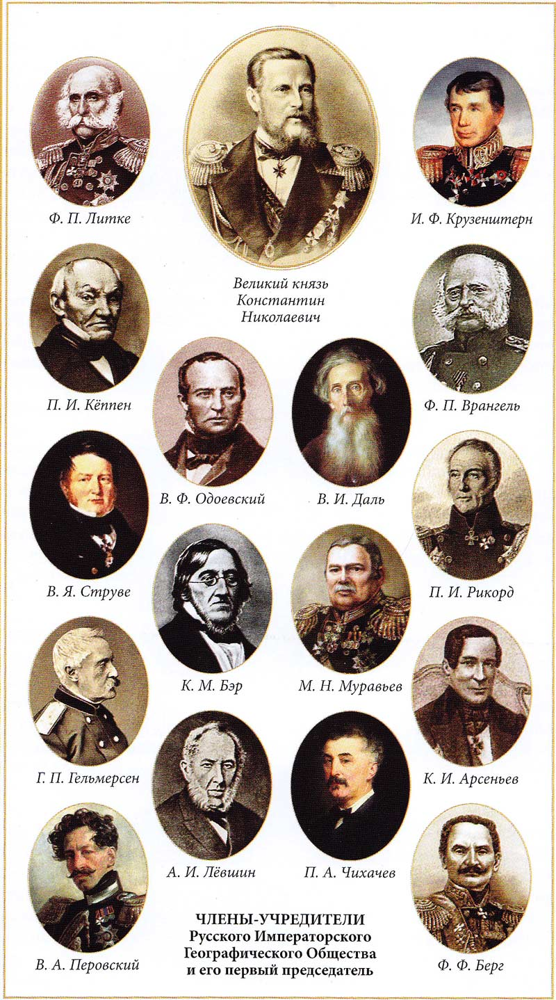 Ф. П. Литке
И. Ф. Крузенштерн
Великий князь
Константин
Николаевич
П. И. Кёппен
Ф. П. Врангель
В. Ф. Одоевский
В. И. Даль
В. Я. Струве
П. И. Рикорд
К. М. Бэр
М. Н. Муравьев
Г. П. Гельмерсен
К. И. Арсеньев
А. И. Лёвшин
П. А. Чихачев
В. А. Перовский
Ф. Ф. Берг
ЧЛЕНЫ-УЧРЕДИТЕЛИ
Русского Императорского
Географического Общества
и его первый председатель